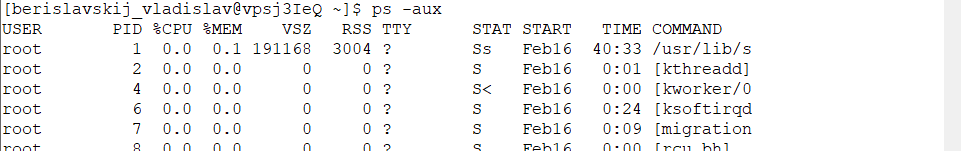 [berislavskij_vladislav@vpsj3IeQ ~]$ ps -aux
USER PID %CPU %MEM VSZ RSS TTY STAT START TIME COMMAND
root 1 0.0 0.1 191168 3004 ? Ss Feb16 40:33 /usr/lib/s
root 2 0.0 0.0 0 0 ? S Feb16 0:01 [kthreadd]
root 4 0.0 0.0 0 0 ? S< Feb16 0:00 [kworker/0
root 6 0.0 0.0 0 0 ? S Feb16 0:24 [ksoftirqd
root 7 0.0 0.0 0 0 ? S Feb16 0:09 [migration
root 8 0.0 0.0 0 0 ? S Feb16 0:00 [rcu_bh]